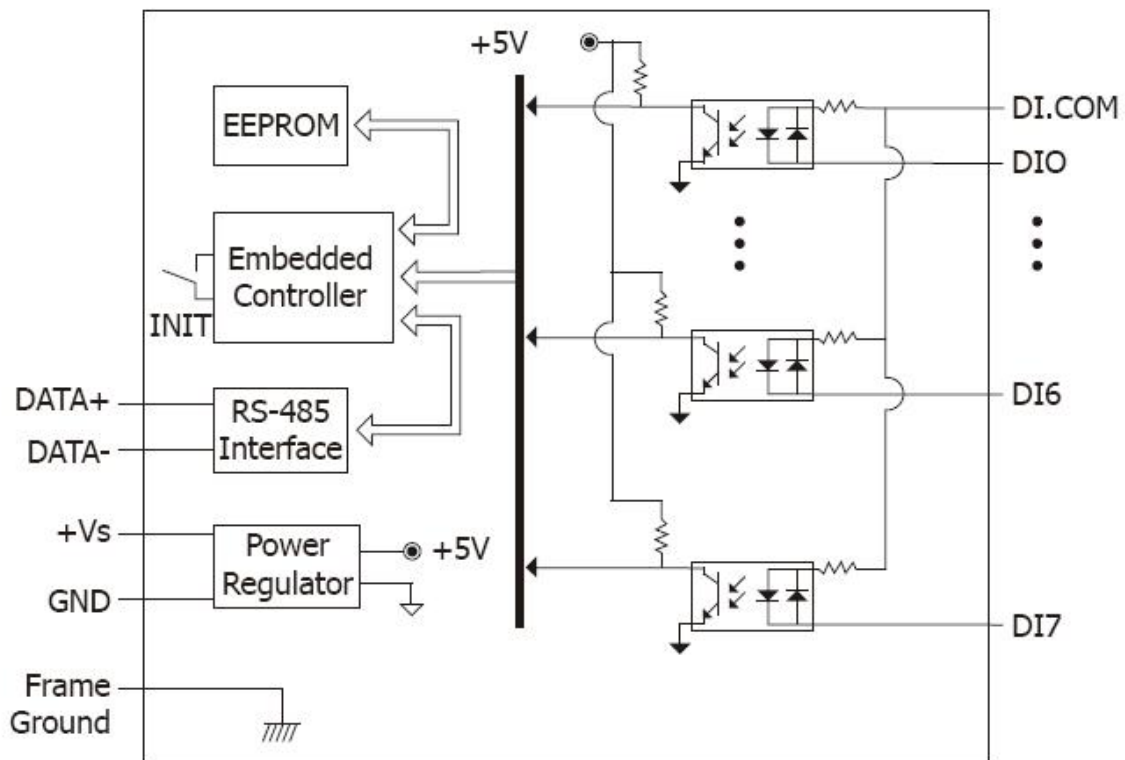 +5V
EEPROM
DI.COM
DIO
Embedded
Controller
INIT
DI6
DATA+
DATA-
RS-485
Interface
+Vs
GND
Power
Regulator
+5V
DI7
Frame
Ground